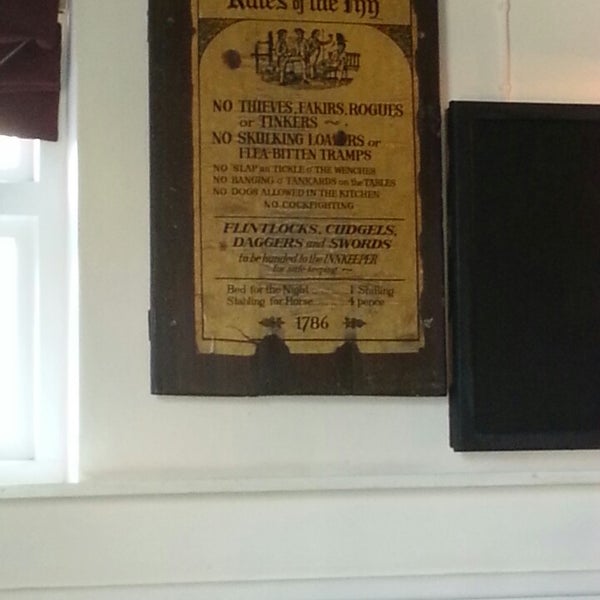 Rules of the Inn
NO THIEVES, FAKIRS, ROGUES
or TINKERS
NO SKULKING LOAFERS or
FLEA-BITTEN TRAMPS
NO SLAP an TICKLE o' THE WENCHES
NO BANGING o' TANKARDS on the TABLES
NO DOGS ALLOWED IN THE KITCHEN
NO COCKFIGHTING
FLINTLOCKS, CUDGELS,
DAGGERS and SWORDS
to be handed to the INNKEEPER
for safe-keeping
Bed for the Night ..... 1 Shilling
Stabling for Horse ..... 4 pence
1786